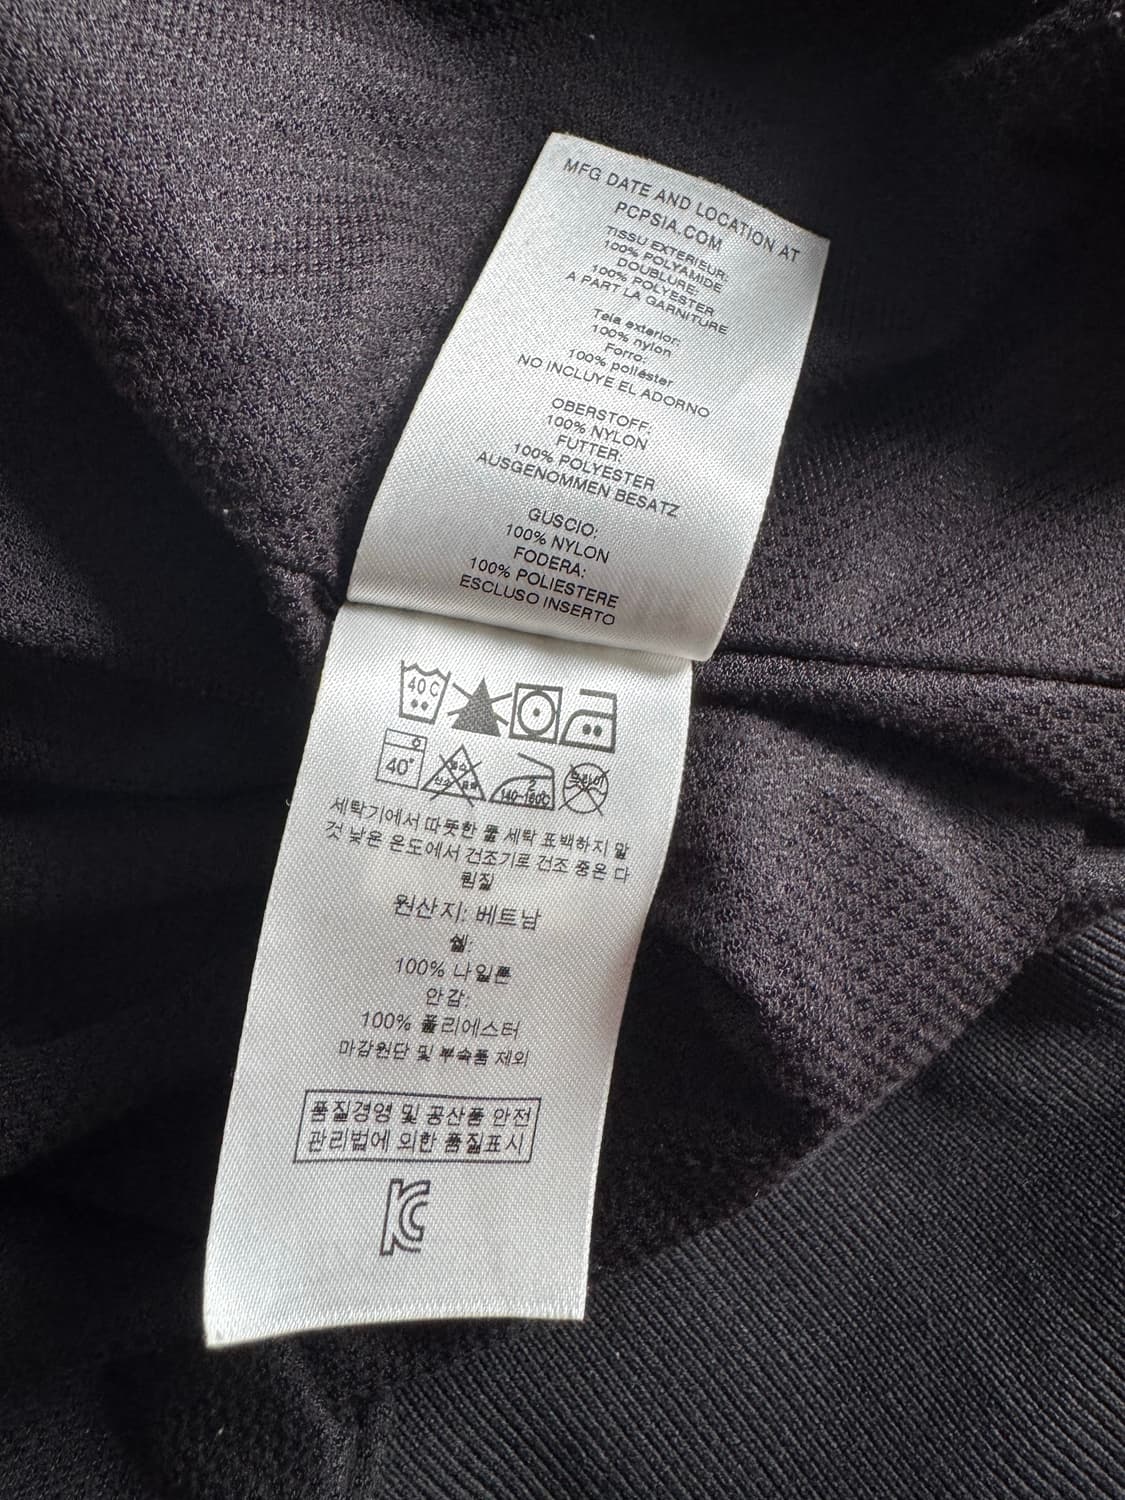 MFG DATE AND LOCATION AT
PCPSIA.COM
TISSU EXTERIEUR:
100% POLYAMIDE
DOUBLURE:
100% POLYESTER
A PART LA GARNITURE
Tela exterior:
100% nylon
Forro:
100% poliéster
NO INCLUYE EL ADORNO
OBERSTOFF:
100% NYLON
FUTTER:
100% POLYESTER
AUSGENOMMEN BESATZ
GUSCIO:
100% NYLON
FODERA:
100% POLIESTERE
ESCLUSO INSERTO
40 C
40°
140-160C
세탁기에서 따뜻한 물 세탁 표백하지 말
것 낮은 온도에서 건조기로 건조 중온 다
림질
원산지: 베트남
쉘:
100% 나일론
안감:
100% 폴리에스터
마감원단 및 부속품 제외
품질경영 및 공산품 안전
관리법에 의한 품질표시
KC